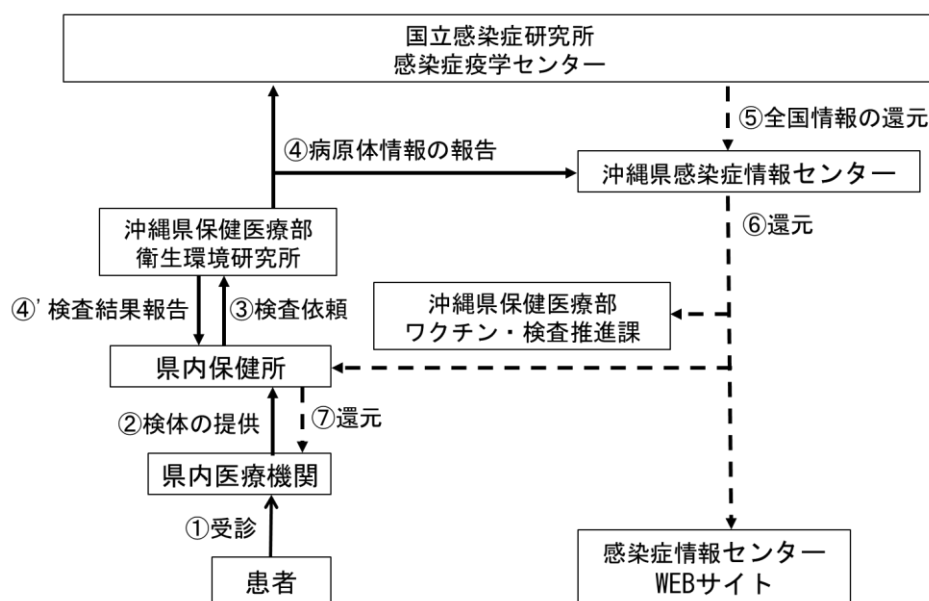 国立感染症研究所
感染症疫学センター
⑤全国情報の還元
④病原体情報の報告
沖縄県感染症情報センター
沖縄県保健医療部
衛生環境研究所
⑥還元
④' 検査結果報告
③検査依頼
沖縄県保健医療部
ワクチン・検査推進課
県内保健所
②検体の提供
⑦還元
県内医療機関
①受診
患者
感染症情報センター
WEBサイト